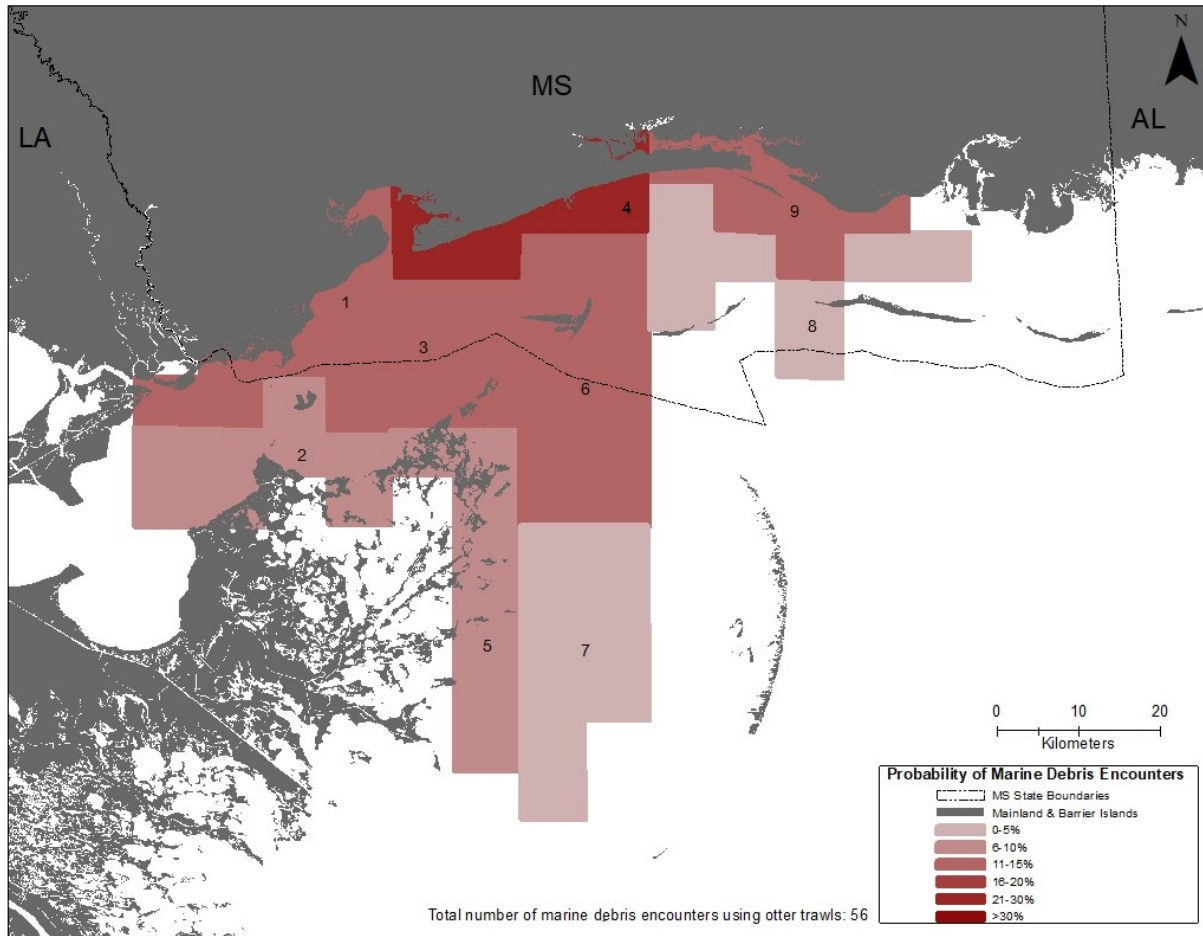 N
MS
LA
AL
4
9
1
8
3
6
2
5
7
0 10 20
Kilometers
Probability of Marine Debris Encounters
MS State Boundaries
Mainland & Barrier Islands
0-5%
6-10%
11-15%
16-20%
21-30%
>30%
Total number of marine debris encounters using otter trawls: 56